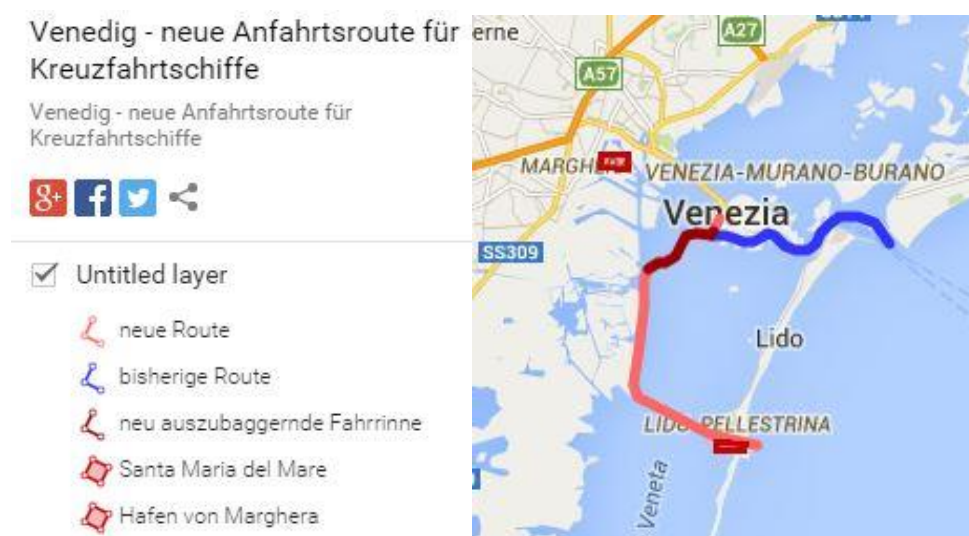 Venedig - neue Anfahrtsroute für
Kreuzfahrtschiffe
Venedig - neue Anfahrtsroute für
Kreuzfahrtschiffe
8+
f
Untitled layer
neue Route
bisherige Route
neu auszubaggernde Fahrrinne
Santa Maria del Mare
Hafen von Marghera
erne
A27
A57
MARGHE
VENEZIA-MURANO-BURANO
Venezia
SS309
Lido
LIDO-PELLESTRINA
Veneta